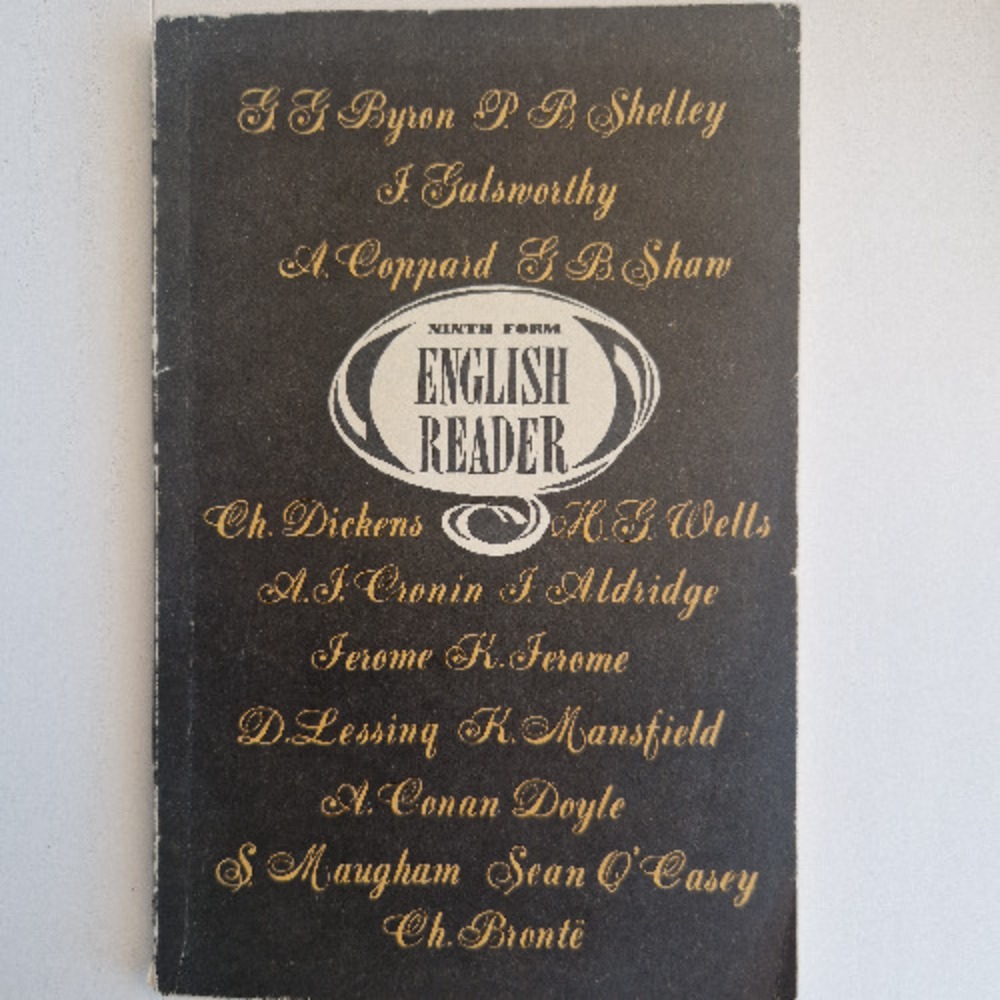 G. G. Byron P. B. Shelley
J. Galsworthy
A. Coppard G. B. Shaw
NINTH FORM
ENGLISH
READER
Ch. Dickens H. G. Wells
A. J. Cronin J. Aldridge
Jerome K. Jerome
D. Lessing K. Mansfield
A. Conan Doyle
S. Maugham Sean O'Casey
Ch. Brontë